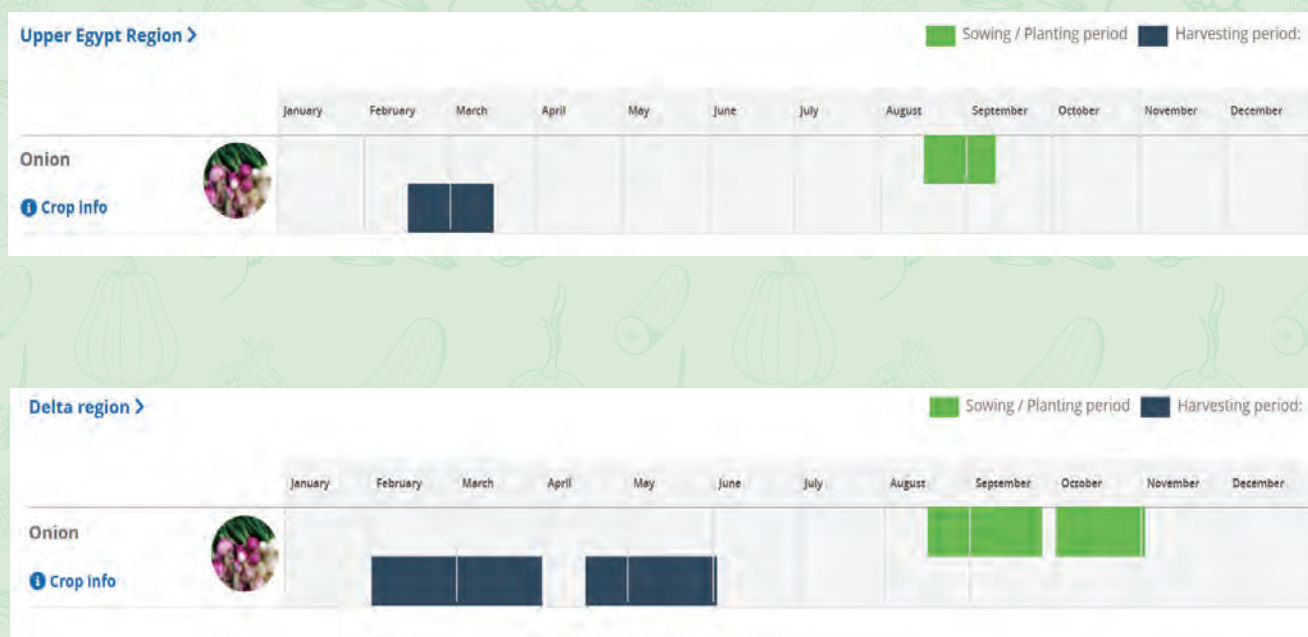 Upper Egypt Region >
Sowing / Planting period Harvesting period:
January February March April May June July August September October November December
Onion
Crop info
Delta region >
Sowing / Planting period Harvesting period:
January February March April May June July August September October November December
Onion
Crop info